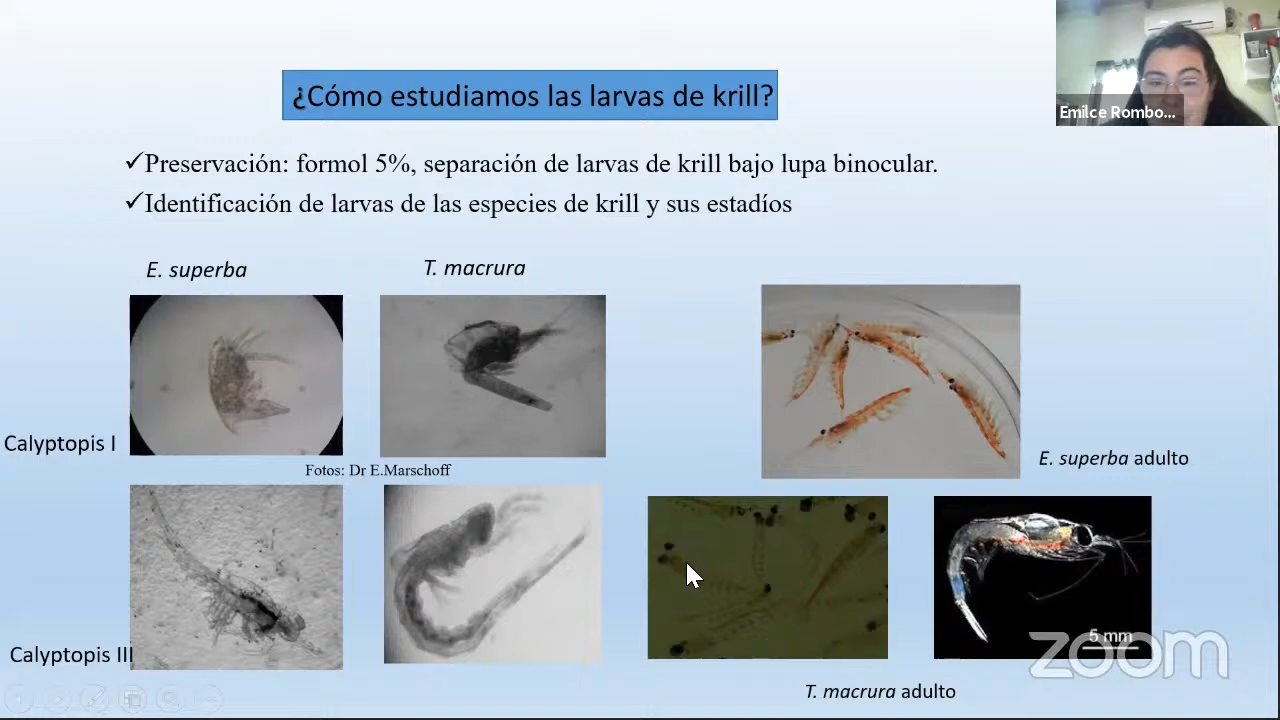 ¿Cómo estudiamos las larvas de krill?
Emilce Rombo...
✓Preservación: formol 5%, separación de larvas de krill bajo lupa binocular.
✓Identificación de larvas de las especies de krill y sus estadíos
E. superba
T. macrura
Calyptopis I
Fotos: Dr E.Marschoff
E. superba adulto
Calyptopis III
5 mm
zoom
T. macrura adulto